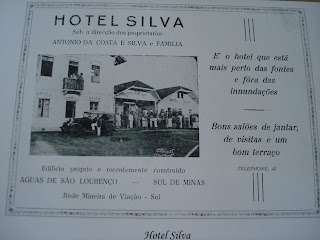 HOTEL SILVA
Sob a direcção dos proprietarios
ANTONIO DA COSTA E SILVA e FAMILIA
E' o hotel que está
mais perto das fontes
e fóra das
innundações
Bons salões de jantar,
de visitas e um
bom terraço
TELEPHONE,
Edificio proprio e recentemente construido
AGUAS DE SÃO LOURENÇO — SUL DE MINAS
Rede Mineira de Viação - Sul
Hotel Silva